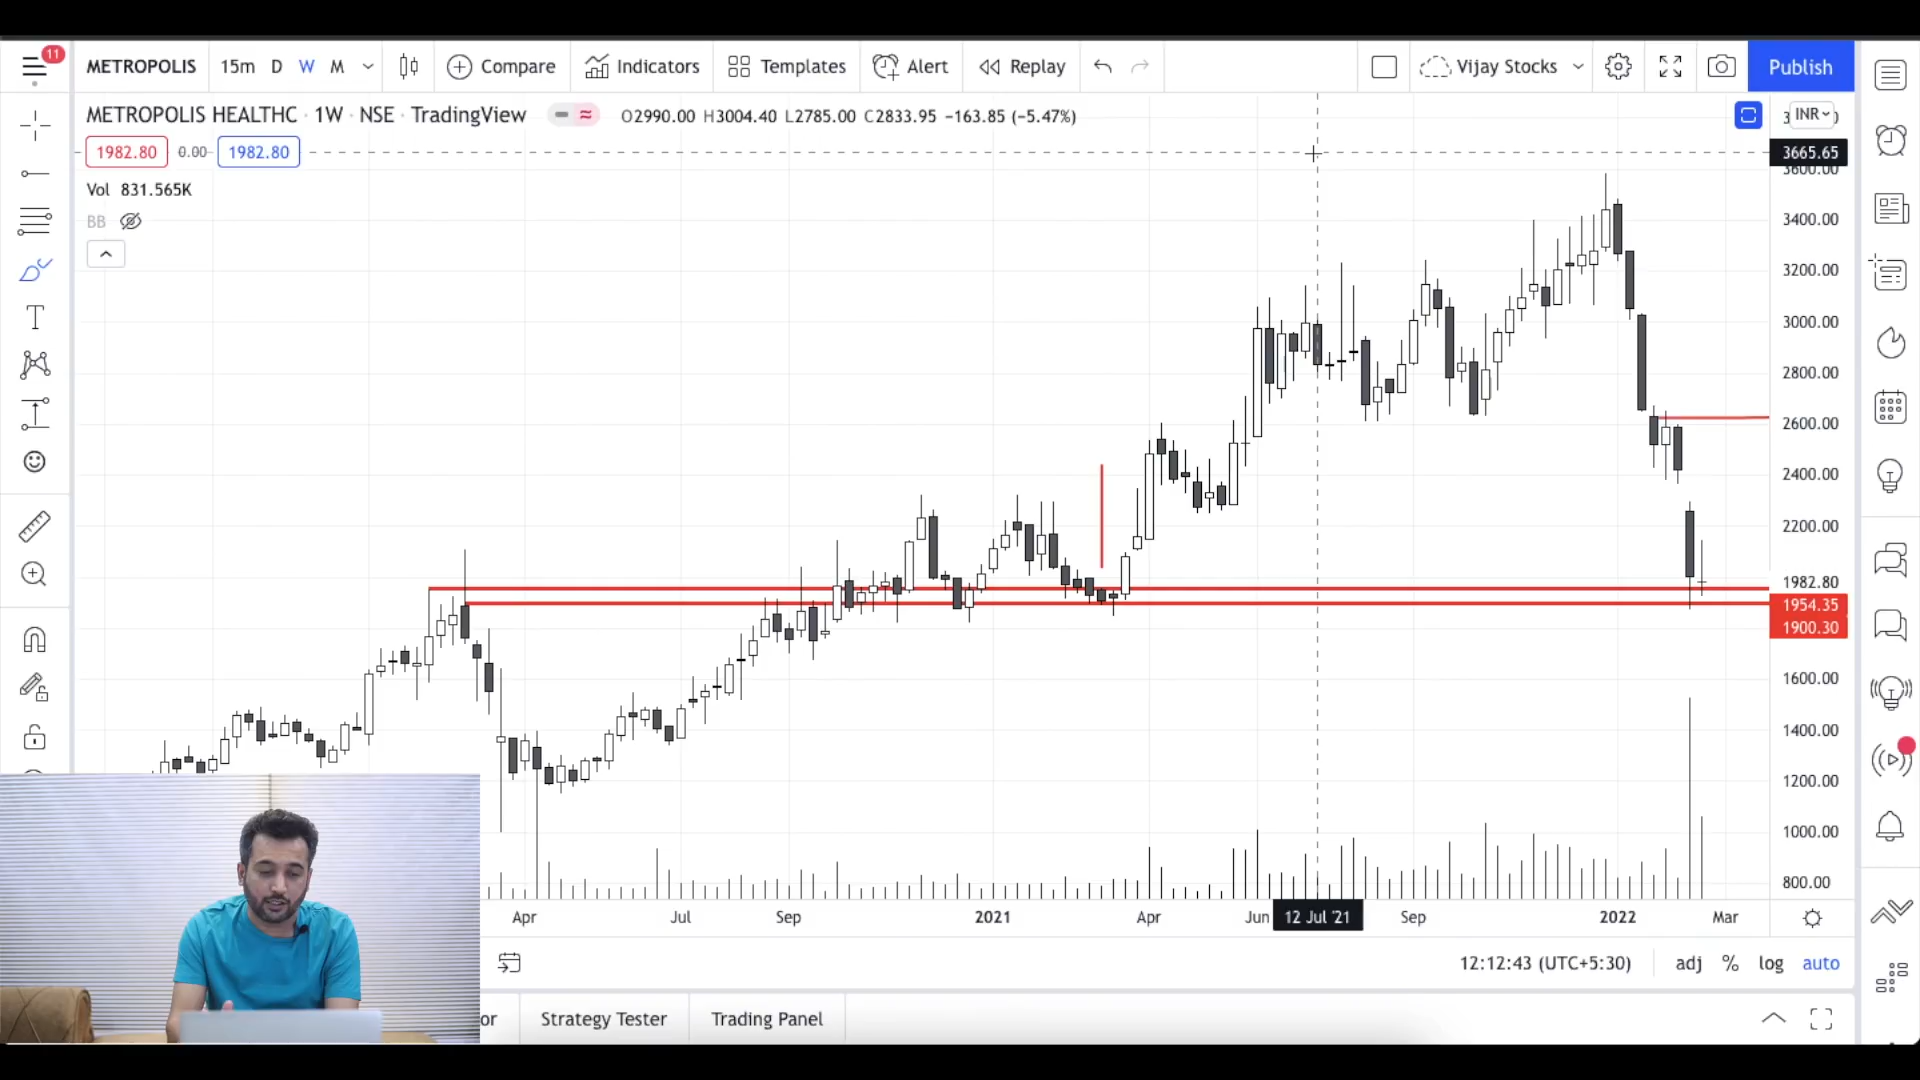 11
METROPOLIS 15m D W M Compare Indicators Templates Alert Replay Vijay Stocks Publish
METROPOLIS HEALTHC · 1W · NSE · TradingView O2990.00 H3004.40 L2785.00 C2833.95 −163.85 (−5.47%)
INR
1982.80 0.00 1982.80
3665.65
Vol 831.565K
BB
3600.00
3400.00
3200.00
3000.00
2800.00
2600.00
2400.00
2200.00
1982.80
1954.35
1900.30
1600.00
1400.00
1200.00
1000.00
800.00
Apr Jul Sep 2021 Apr Jun 12 Jul '21 Sep 2022 Mar
12:12:43 (UTC+5:30) adj % log auto
or Strategy Tester Trading Panel
T